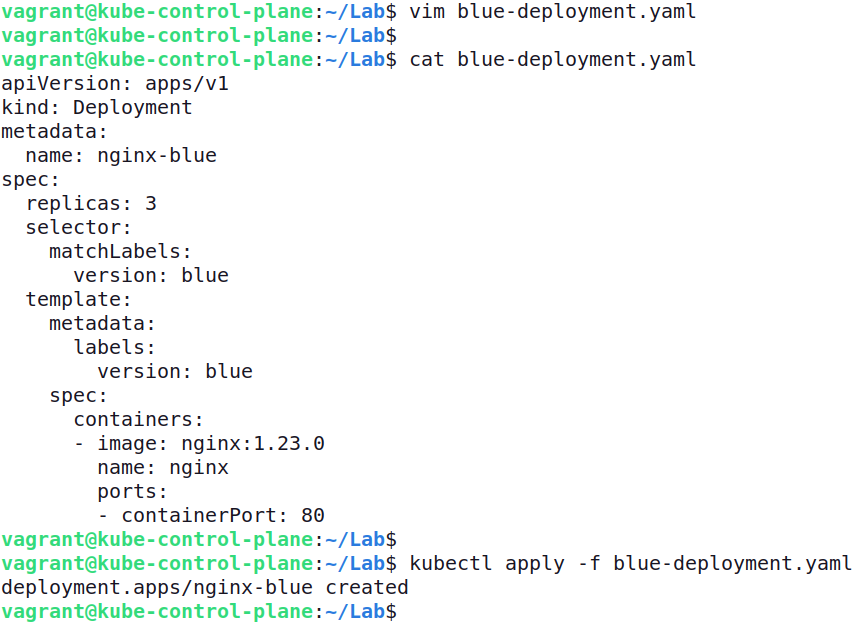 vagrant@kube-control-plane:~/Lab$ vim blue-deployment.yaml
vagrant@kube-control-plane:~/Lab$
vagrant@kube-control-plane:~/Lab$ cat blue-deployment.yaml
apiVersion: apps/v1
kind: Deployment
metadata:
  name: nginx-blue
spec:
  replicas: 3
  selector:
    matchLabels:
      version: blue
  template:
    metadata:
      labels:
        version: blue
    spec:
      containers:
      - image: nginx:1.23.0
        name: nginx
        ports:
        - containerPort: 80
vagrant@kube-control-plane:~/Lab$
vagrant@kube-control-plane:~/Lab$ kubectl apply -f blue-deployment.yaml
deployment.apps/nginx-blue created
vagrant@kube-control-plane:~/Lab$